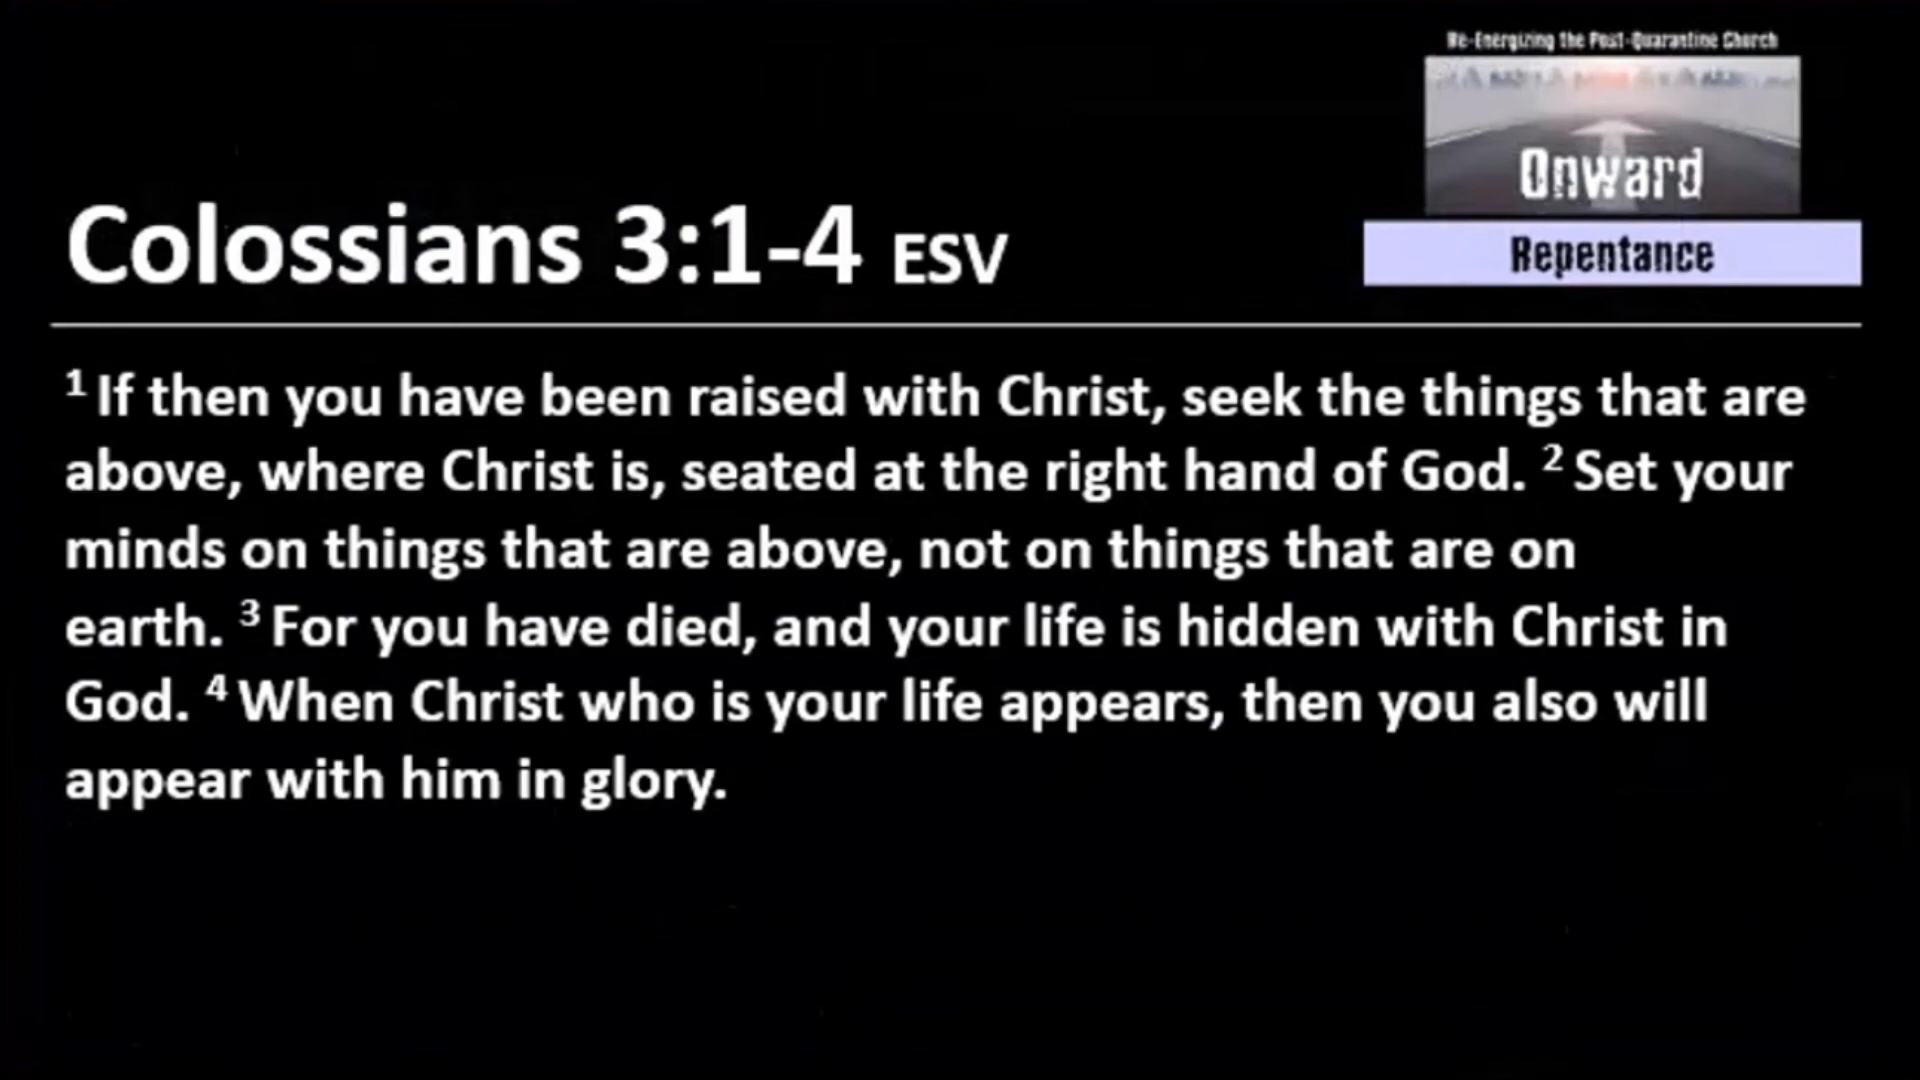 Re-Energizing the Post-Quarantine Church
Onward
Repentance
Colossians 3:1-4 ESV
1 If then you have been raised with Christ, seek the things that are
above, where Christ is, seated at the right hand of God. 2 Set your
minds on things that are above, not on things that are on
earth. 3 For you have died, and your life is hidden with Christ in
God. 4 When Christ who is your life appears, then you also will
appear with him in glory.